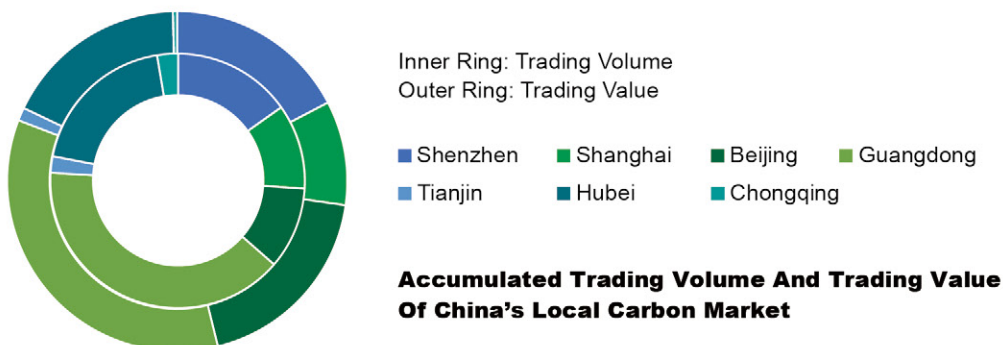 Inner Ring: Trading Volume
Outer Ring: Trading Value
Shenzhen Shanghai Beijing Guangdong
Tianjin Hubei Chongqing
Accumulated Trading Volume And Trading Value
Of China's Local Carbon Market